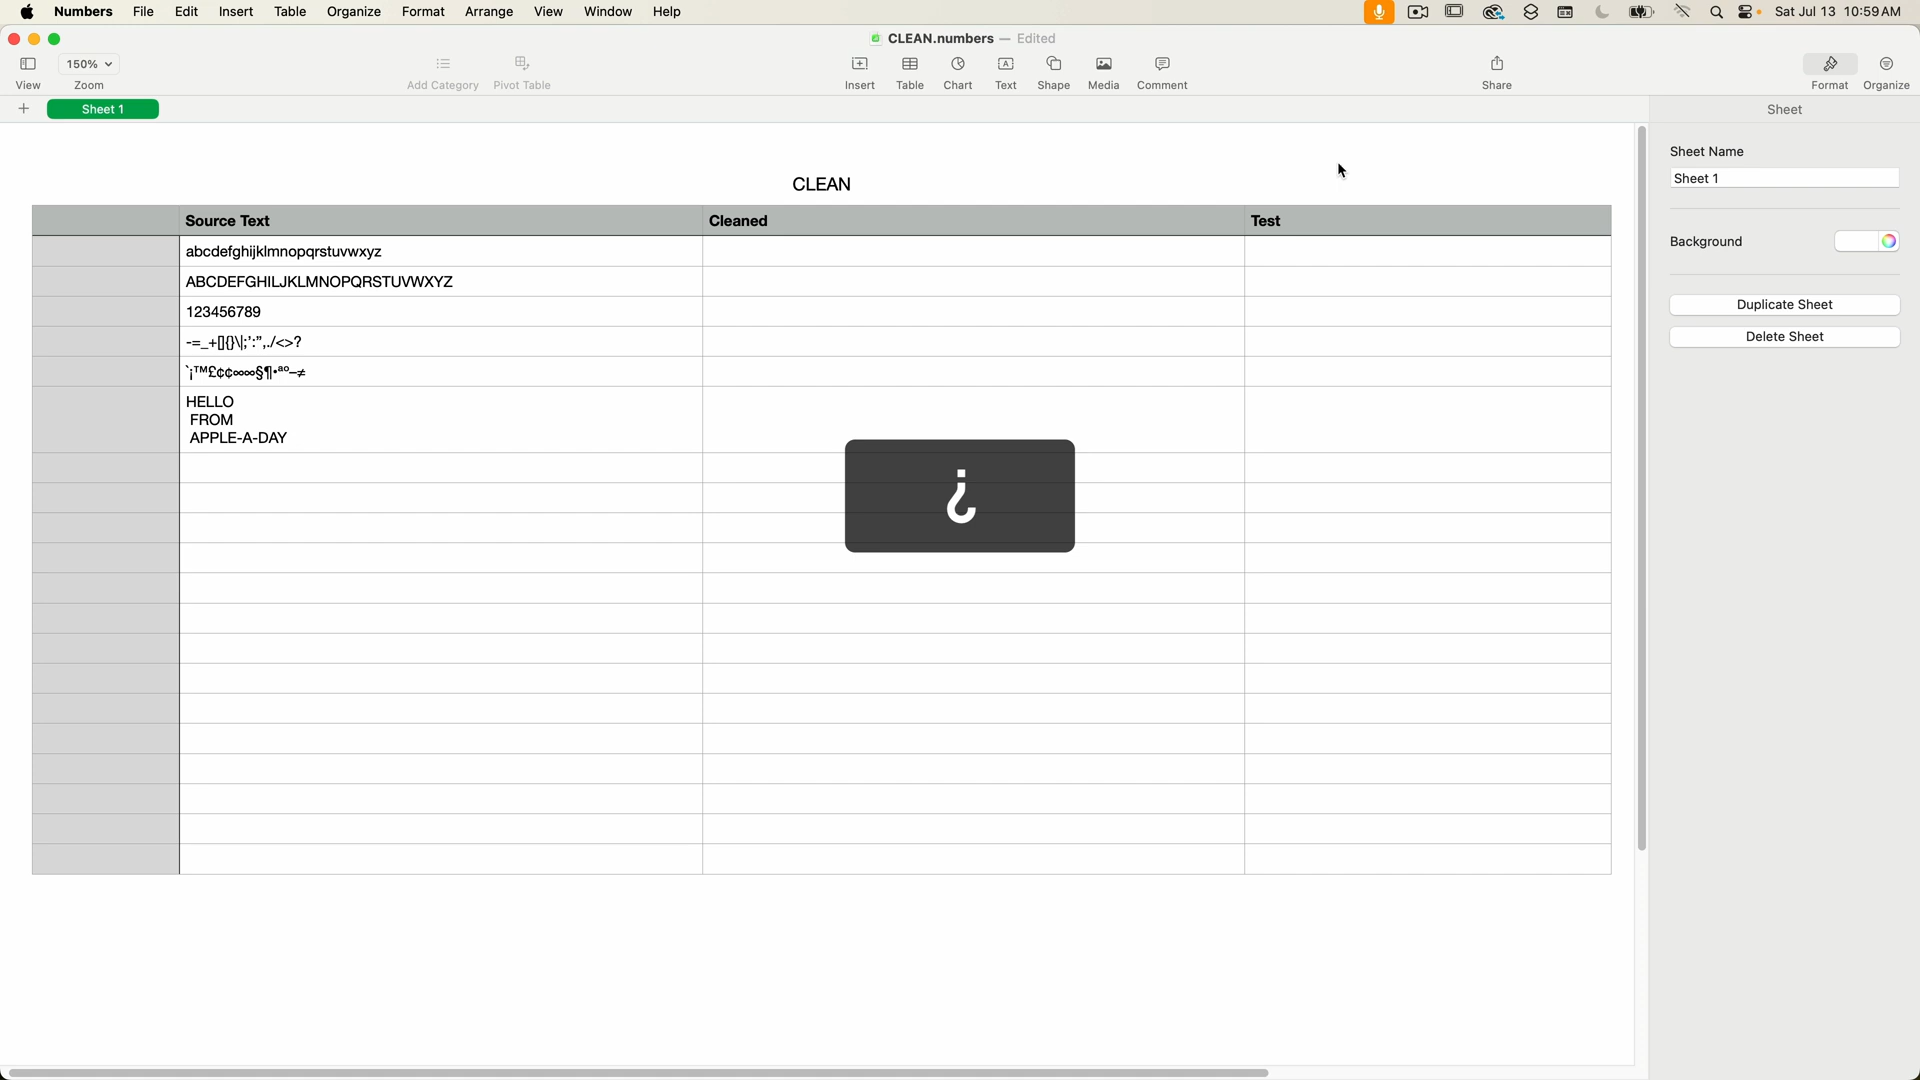 Numbers File Edit Insert Table Organize Format Arrange View Window Help Sat Jul 13 10:59 AM
CLEAN.numbers — Edited
150%
View Zoom Add Category Pivot Table Insert Table Chart Text Shape Media Comment Share Format Organize
Sheet 1
Sheet
Sheet Name
Sheet 1
Background
Duplicate Sheet
Delete Sheet
CLEAN
Source Text Cleaned Test
abcdefghijklmnopqrstuvwxyz
ABCDEFGHILJKLMNOPQRSTUVWXYZ
123456789
-=_+[]{}\|;’:”,./<>?
`¡™£¢¢∞∞§¶•ªº–≠
HELLO
FROM
APPLE-A-DAY
¿